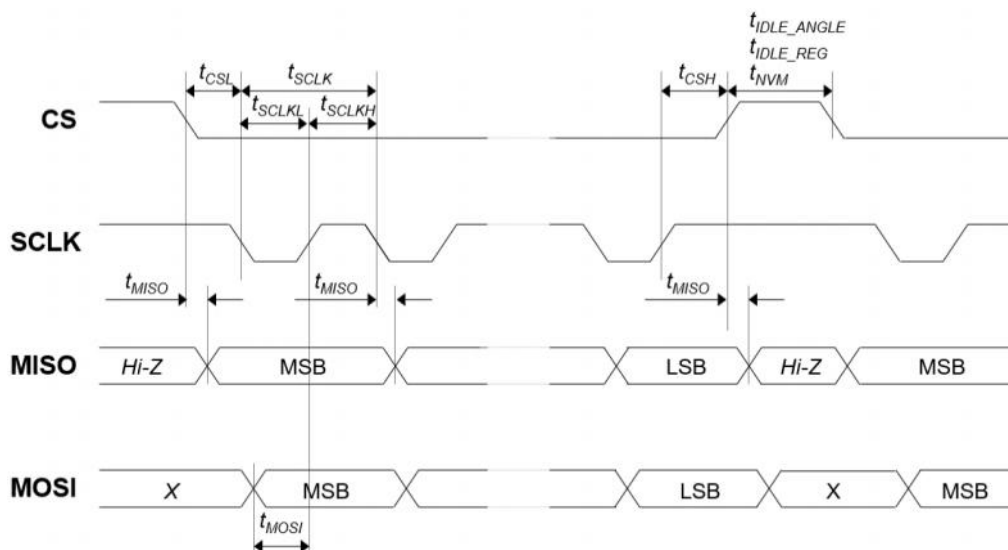 t_IDLE_ANGLE
t_IDLE_REG
t_CSL t_SCLK t_CSH t_NVM
t_SCLKL t_SCLKH
CS
SCLK
t_MISO t_MISO t_MISO
MISO Hi-Z MSB LSB Hi-Z MSB
MOSI X MSB LSB X MSB
t_MOSI